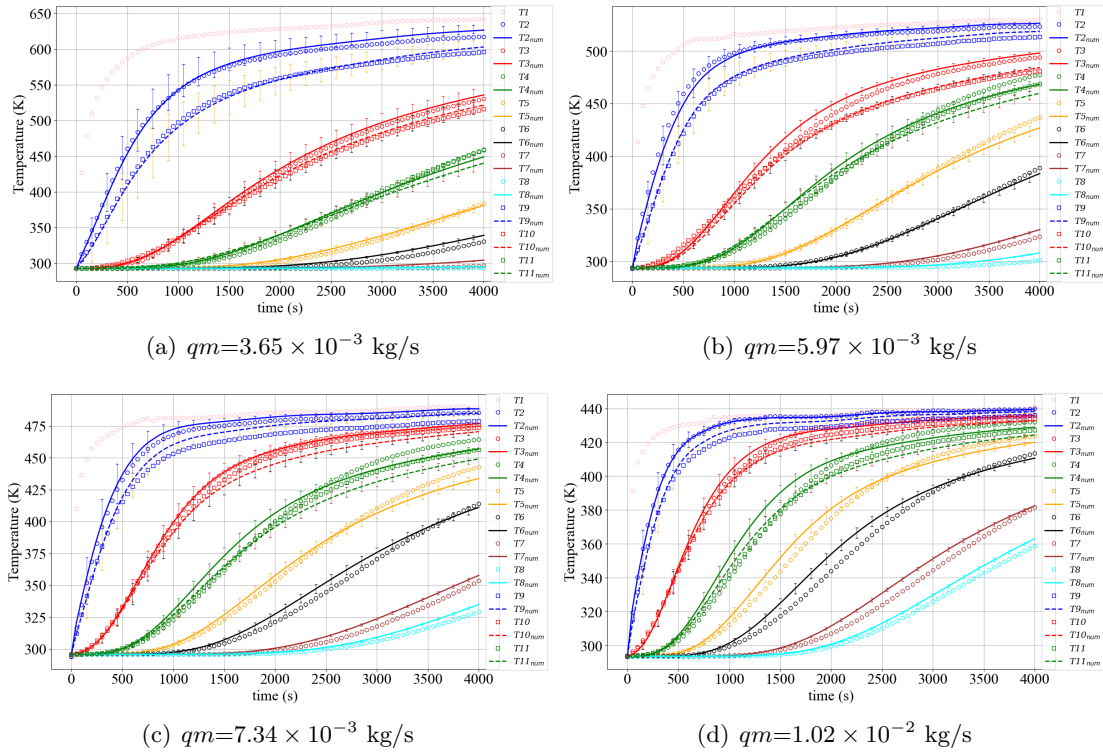 650
600
550
500
450
400
350
300
Temperature (K)
0 500 1000 1500 2000 2500 3000 3500 4000
time (s)
T1
T2
T2num
T3
T3num
T4
T4num
T5
T5num
T6
T6num
T7
T7num
T8
T8num
T9
T9num
T10
T10num
T11
T11num
(a) qm=3.65 × 10−3 kg/s
500
450
400
350
300
Temperature (K)
0 500 1000 1500 2000 2500 3000 3500 4000
time (s)
T1
T2
T2num
T3
T3num
T4
T4num
T5
T5num
T6
T6num
T7
T7num
T8
T8num
T9
T9num
T10
T10num
T11
T11num
(b) qm=5.97 × 10−3 kg/s
475
450
425
400
375
350
325
300
Temperature (K)
0 500 1000 1500 2000 2500 3000 3500 4000
time (s)
T1
T2
T2num
T3
T3num
T4
T4num
T5
T5num
T6
T6num
T7
T7num
T8
T8num
T9
T9num
T10
T10num
T11
T11num
(c) qm=7.34 × 10−3 kg/s
440
420
400
380
360
340
320
300
Temperature (K)
0 500 1000 1500 2000 2500 3000 3500 4000
time (s)
T1
T2
T2num
T3
T3num
T4
T4num
T5
T5num
T6
T6num
T7
T7num
T8
T8num
T9
T9num
T10
T10num
T11
T11num
(d) qm=1.02 × 10−2 kg/s